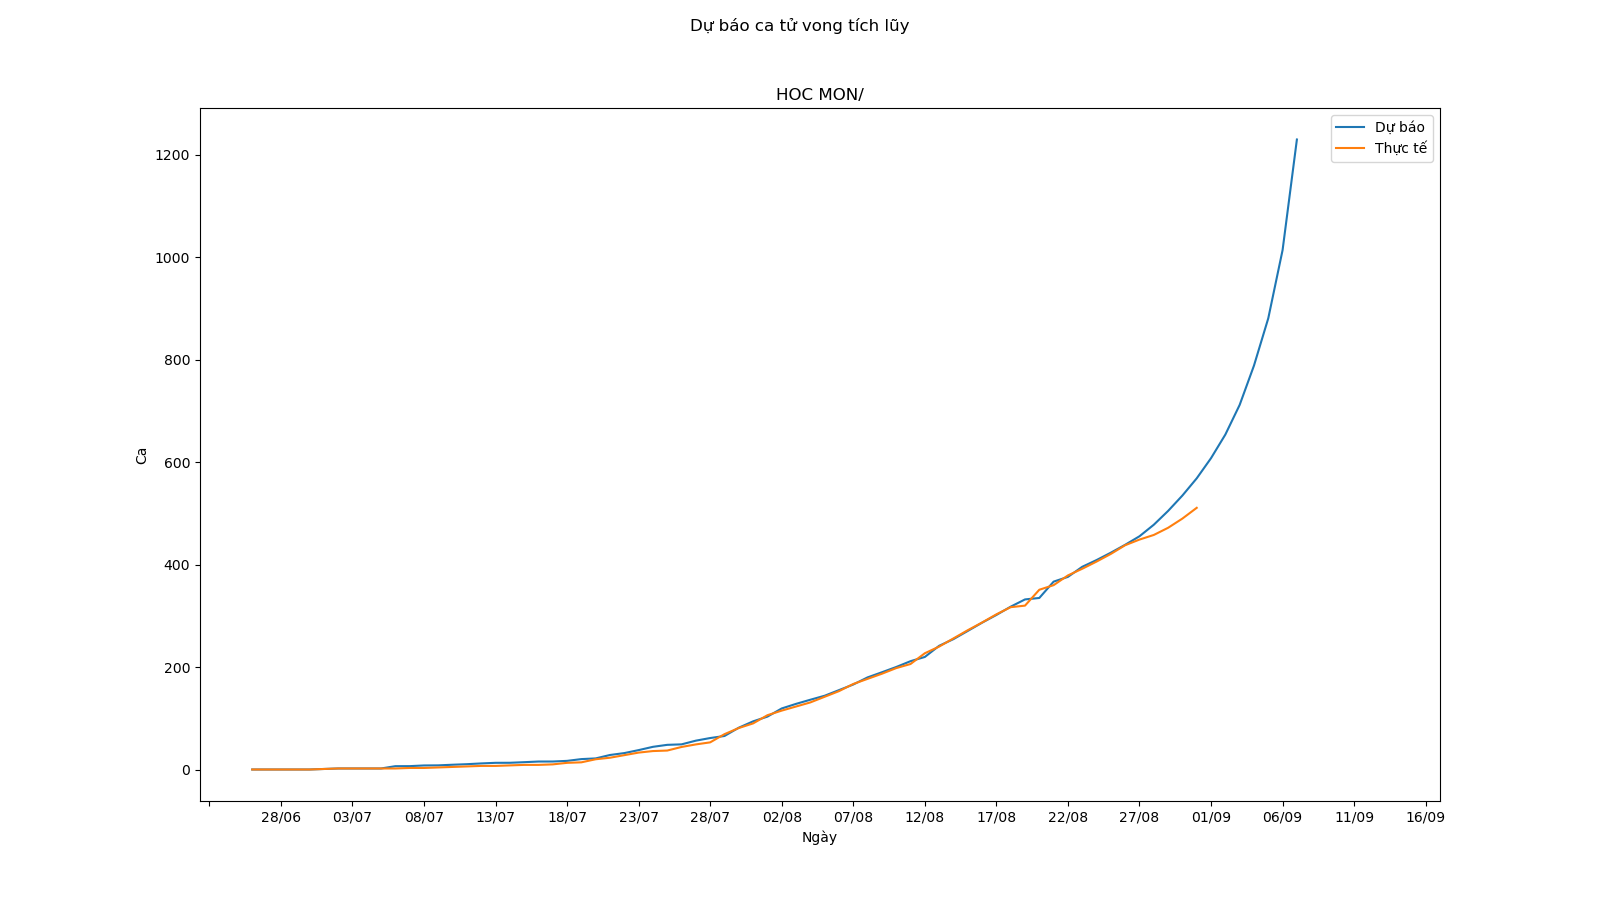 Dự báo ca tử vong tích lũy
HOC MON/
Dự báo
Thực tế
1200
1000
800
600
400
200
0
Ca
28/06 03/07 08/07 13/07 18/07 23/07 28/07 02/08 07/08 12/08 17/08 22/08 27/08 01/09 06/09 11/09 16/09
Ngày